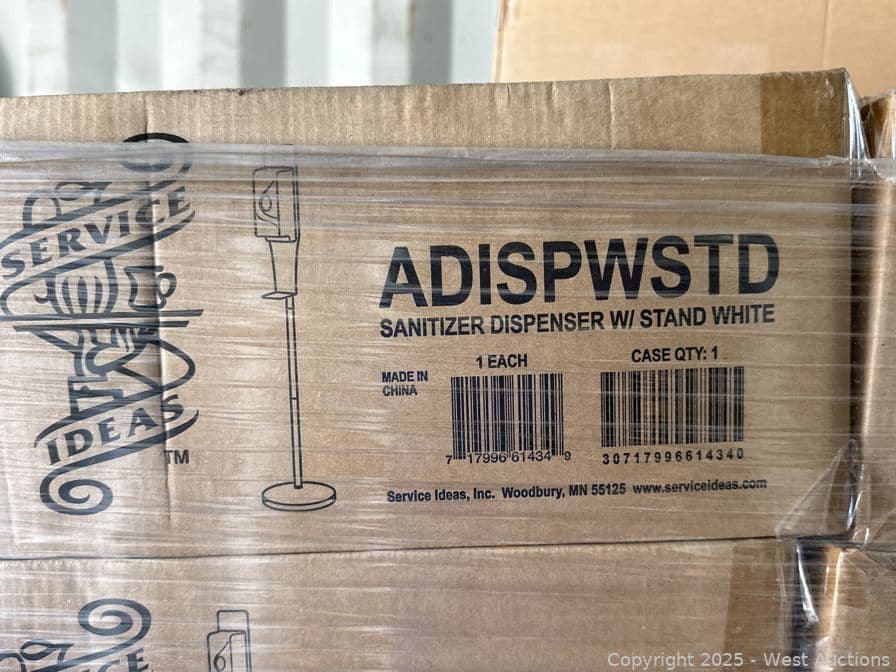 SERVICE
IDEAS
TM
ADISPWSTD
SANITIZER DISPENSER W/ STAND WHITE
1 EACH
CASE QTY: 1
MADE IN
CHINA
7 17996 61434 9
30717996614340
Service Ideas, Inc. Woodbury, MN 55125 www.serviceideas.com
Copyright 2025 - West Auctions